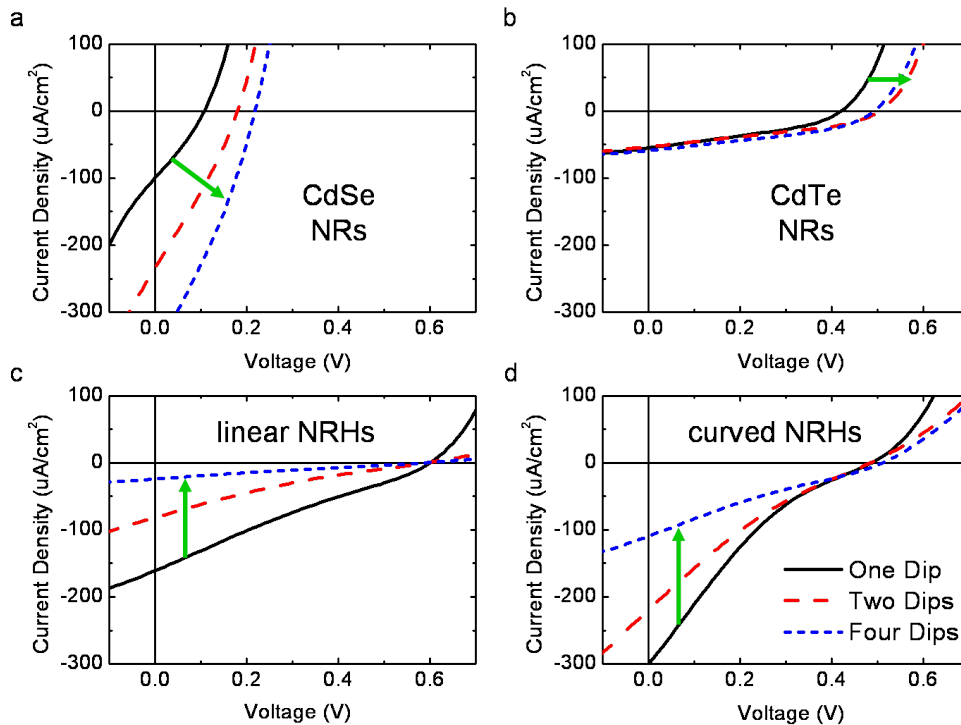 a
100
0
-100
-200
-300
Current Density (uA/cm²)
0.0 0.2 0.4 0.6
Voltage (V)
CdSe
NRs
b
100
0
-100
-200
-300
Current Density (uA/cm²)
0.0 0.2 0.4 0.6
Voltage (V)
CdTe
NRs
c
100
0
-100
-200
-300
Current Density (uA/cm²)
0.0 0.2 0.4 0.6
Voltage (V)
linear NRHs
d
100
0
-100
-200
-300
Current Density (uA/cm²)
0.0 0.2 0.4 0.6
Voltage (V)
curved NRHs
One Dip
Two Dips
Four Dips